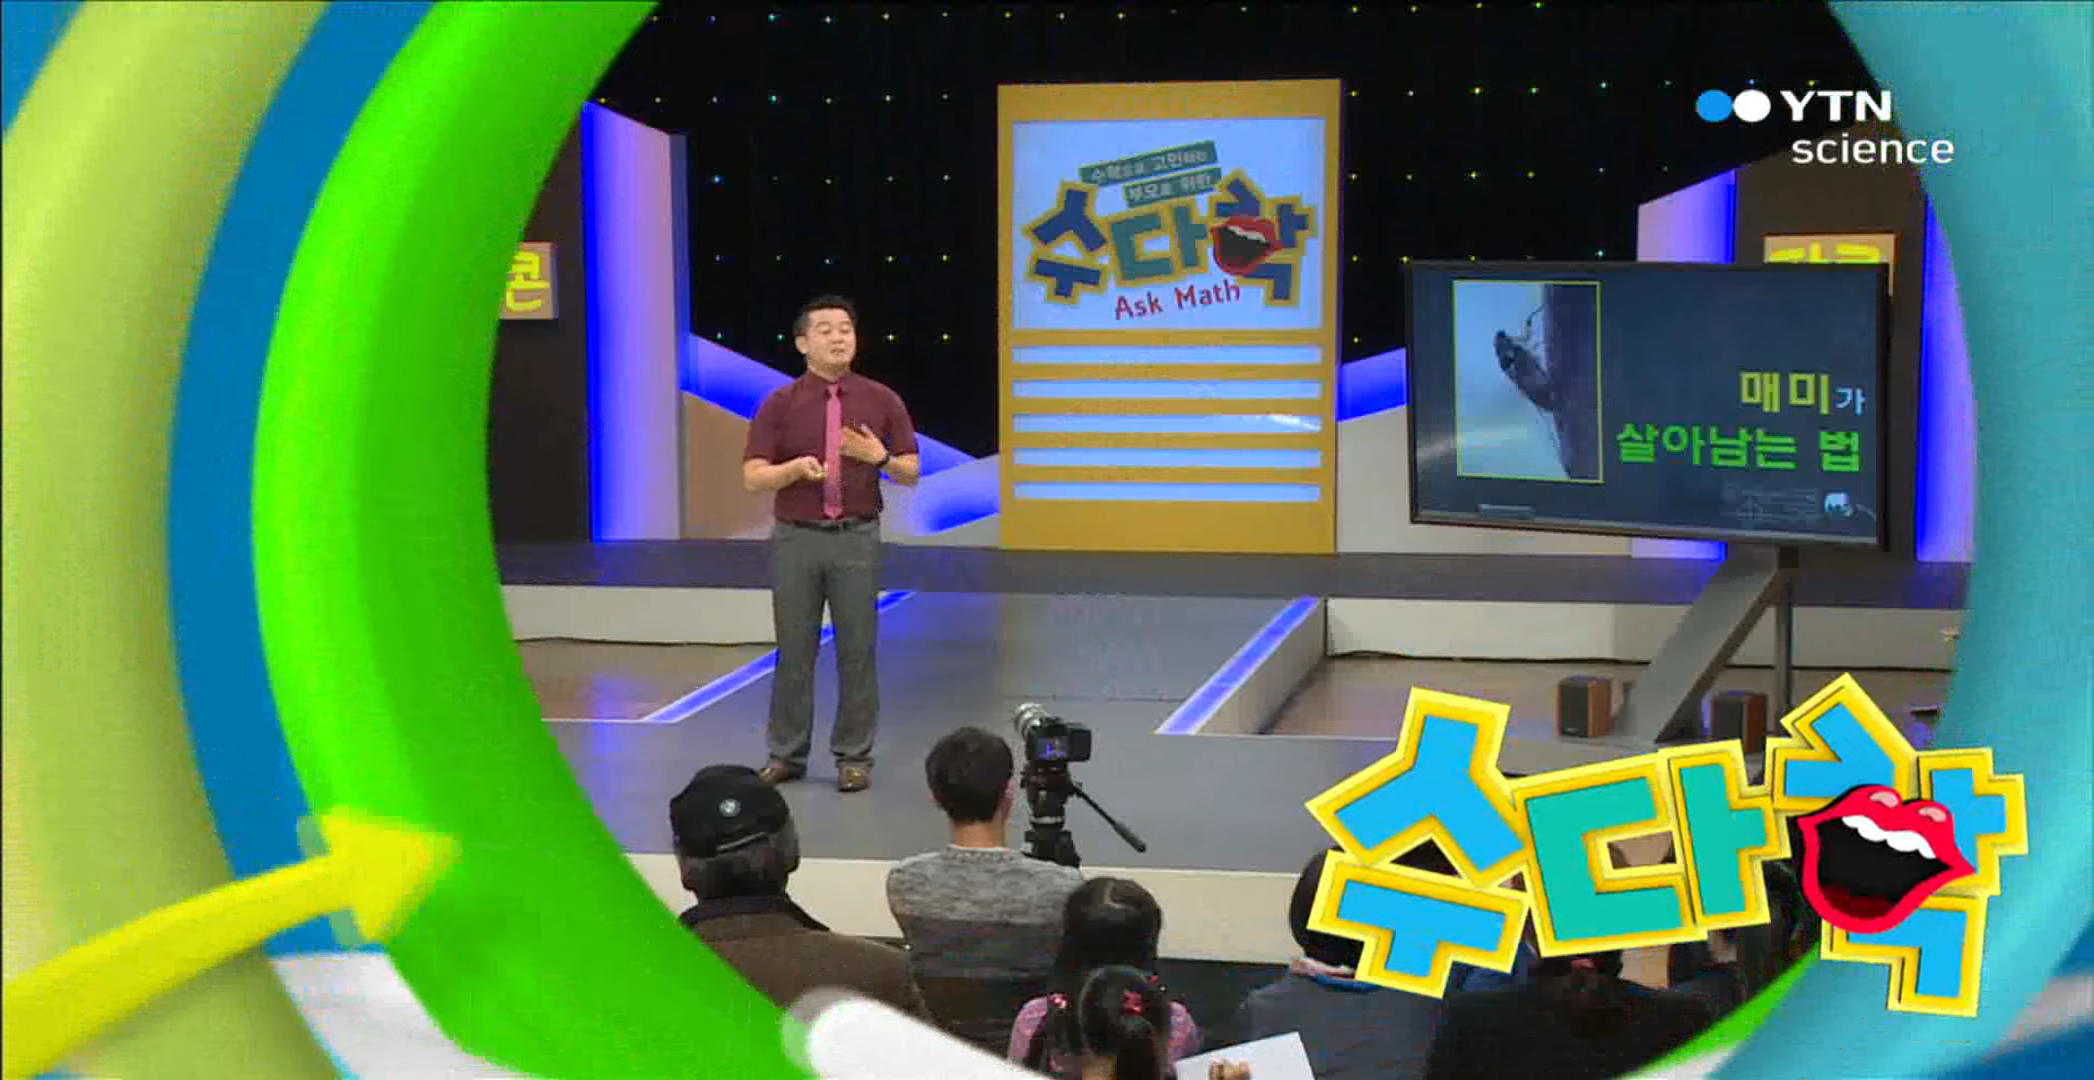 YTN
science
수학으로 고민하는
부모를 위한
수다학
Ask Math
콘
매미가
살아남는 법
수다학